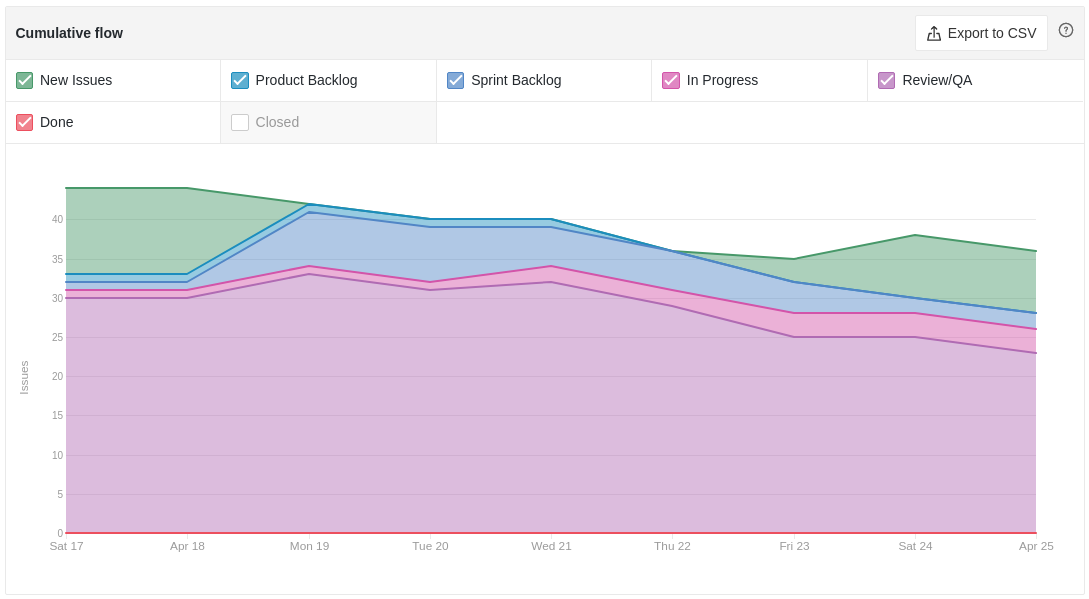 Cumulative flow
Export to CSV
?
New Issues
Product Backlog
Sprint Backlog
In Progress
Review/QA
Done
Closed
Issues
40
35
30
25
20
15
10
5
0
Sat 17
Apr 18
Mon 19
Tue 20
Wed 21
Thu 22
Fri 23
Sat 24
Apr 25